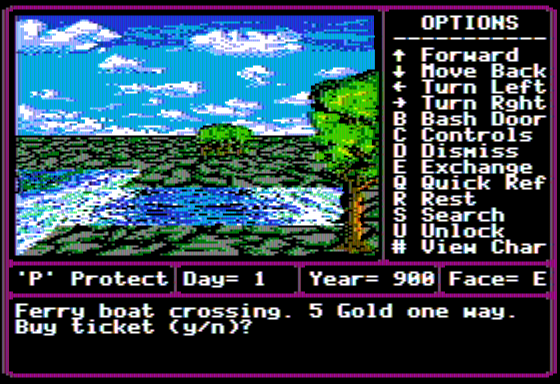 OPTIONS
------------
↑ Forward
↓ Move Back
← Turn Left
→ Turn Rght
B Bash Door
C Controls
D Dismiss
E Exchange
Q Quick Ref
R Rest
S Search
U Unlock
# View Char
'P' Protect Day= 1 Year= 900 Face= E
Ferry boat crossing. 5 Gold one way.
Buy ticket (y/n)?